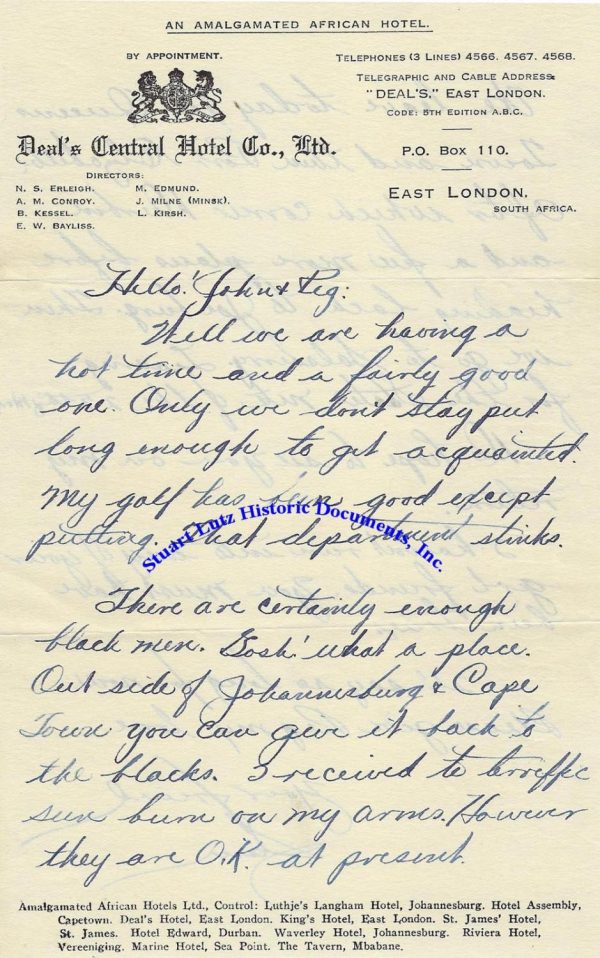 AN AMALGAMATED AFRICAN HOTEL.
BY APPOINTMENT.
Deal's Central Hotel Co., Ltd.
DIRECTORS:
N. S. ERLEIGH. M. EDMUND.
A. M. CONROY. J. MILNE (MINSK).
B. KESSEL. L. KIRSH.
E. W. BAYLISS.
TELEPHONES (3 LINES) 4566. 4567. 4568.
TELEGRAPHIC AND CABLE ADDRESS:
"DEAL'S," EAST LONDON.
CODE: 5TH EDITION A.B.C.
P.O. BOX 110.
EAST LONDON,
SOUTH AFRICA.
Hello! John & Peg:
Well we are having a
hot time and a fairly good
one. Only we don't stay put
long enough to get acquainted.
My golf has been good except
putting. That department stinks.
Stuart Lutz Historic Documents, Inc.
There are certainly enough
black men. Gosh! what a place.
Out side of Johannesburg & Cape
Town you can give it back to
the blacks. I received to terriffic
sun burn on my arms. However
they are O.K. at present.
Amalgamated African Hotels Ltd., Control: Luthje's Langham Hotel, Johannesburg. Hotel Assembly,
Capetown. Deal's Hotel, East London. King's Hotel, East London. St. James' Hotel,
St. James. Hotel Edward, Durban. Waverley Hotel, Johannesburg. Riviera Hotel,
Vereeniging. Marine Hotel, Sea Point. The Tavern, Mbabane.